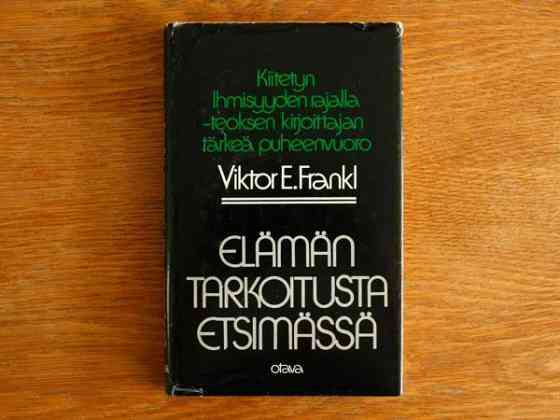 Kiitetyn
Ihmisyyden rajalla
-teoksen kirjoittajan
tärkeä puheenvuoro
Viktor E. Frankl
ELÄMÄN
TARKOITUSTA
ETSIMÄSSÄ
otava